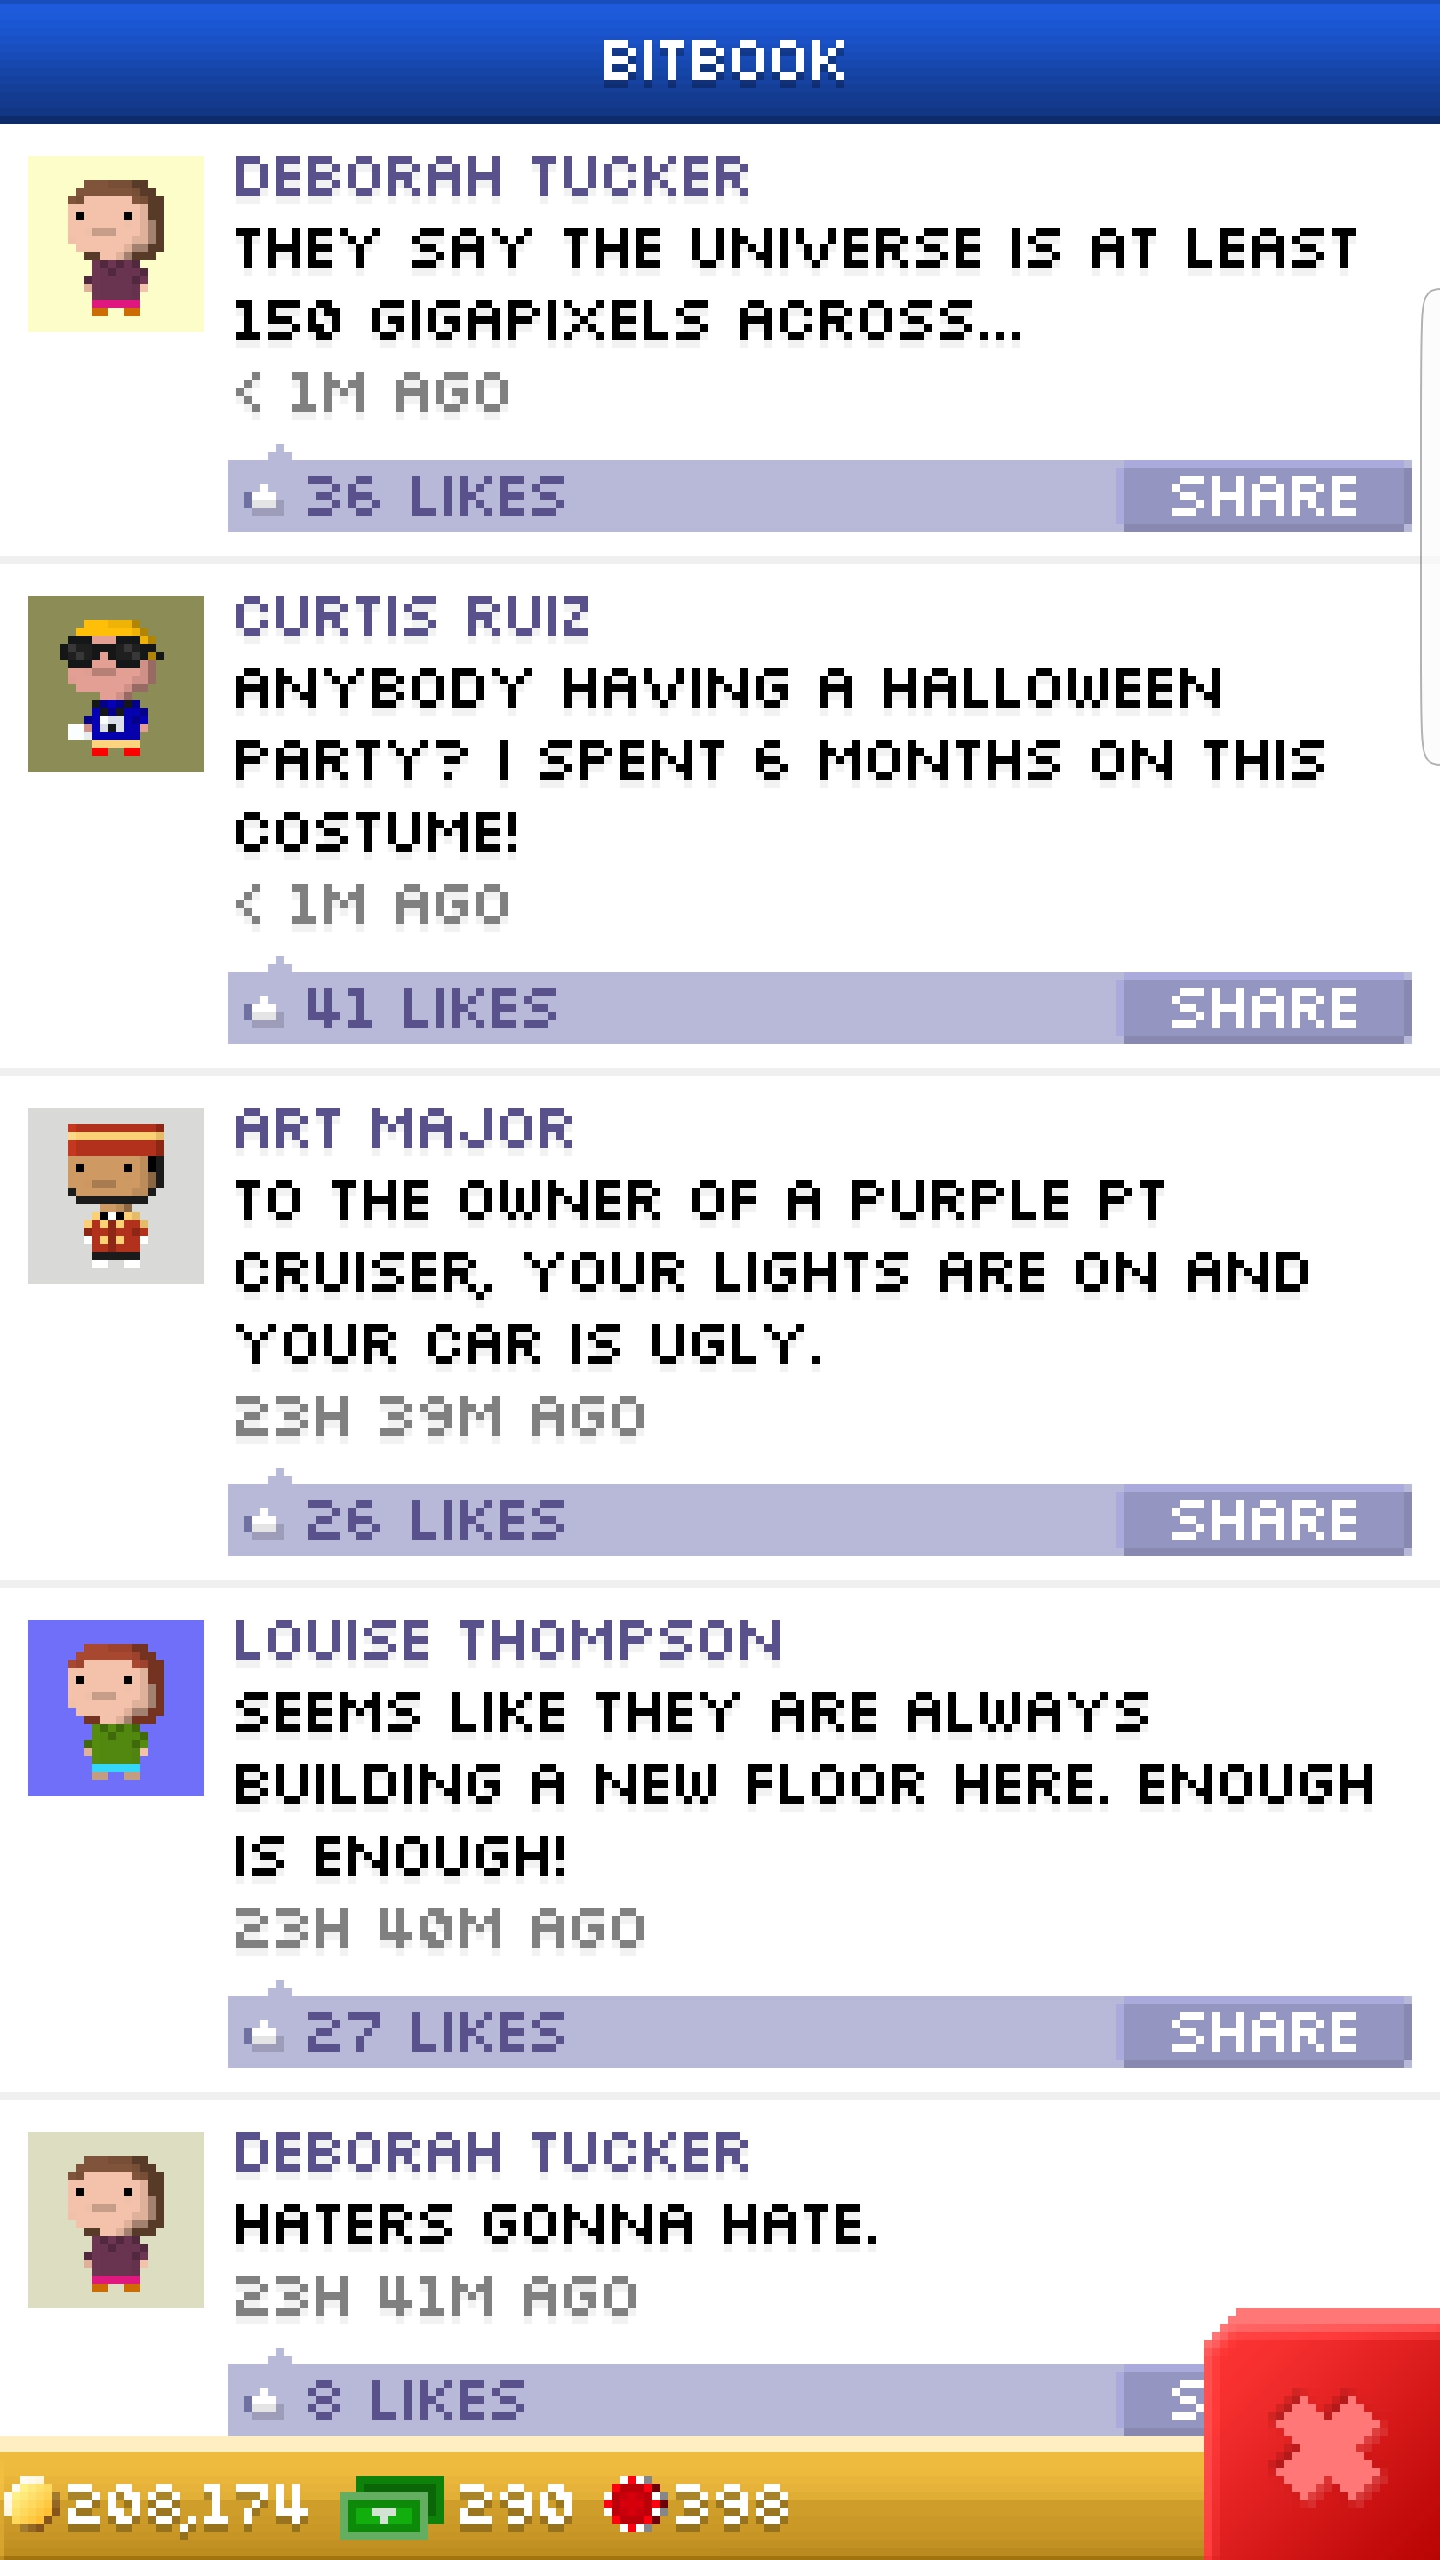 BITBOOK
DEBORAH TUCKER
THEY SAY THE UNIVERSE IS AT LEAST
150 GIGAPIXELS ACROSS...
< 1M AGO
36 LIKES SHARE
CURTIS RUIZ
ANYBODY HAVING A HALLOWEEN
PARTY? I SPENT 6 MONTHS ON THIS
COSTUME!
< 1M AGO
41 LIKES SHARE
ART MAJOR
TO THE OWNER OF A PURPLE PT
CRUISER, YOUR LIGHTS ARE ON AND
YOUR CAR IS UGLY.
23H 39M AGO
26 LIKES SHARE
LOUISE THOMPSON
SEEMS LIKE THEY ARE ALWAYS
BUILDING A NEW FLOOR HERE. ENOUGH
IS ENOUGH!
23H 40M AGO
27 LIKES SHARE
DEBORAH TUCKER
HATERS GONNA HATE.
23H 41M AGO
8 LIKES S
208,174 290 398